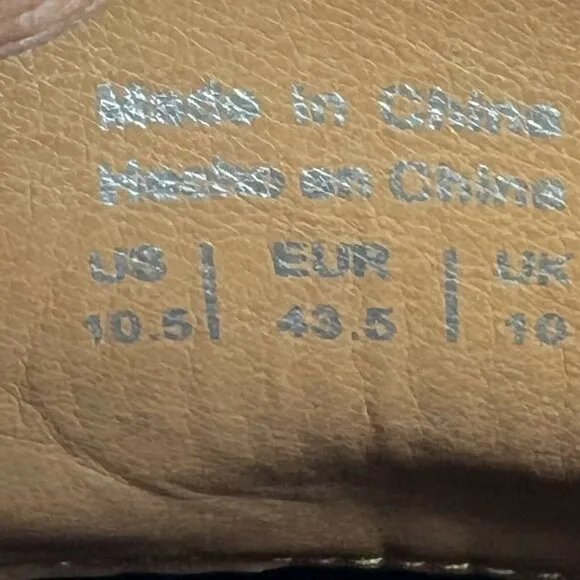 Made in China
Hecho en China
US | EUR | UK
10.5 | 43.5 | 10